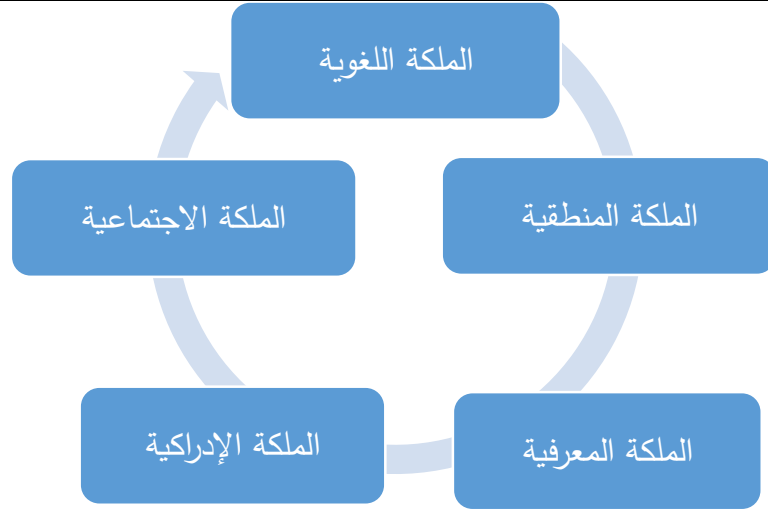 الملكة اللغوية
الملكة المنطقية
الملكة المعرفية
الملكة الإدراكية
الملكة الاجتماعية